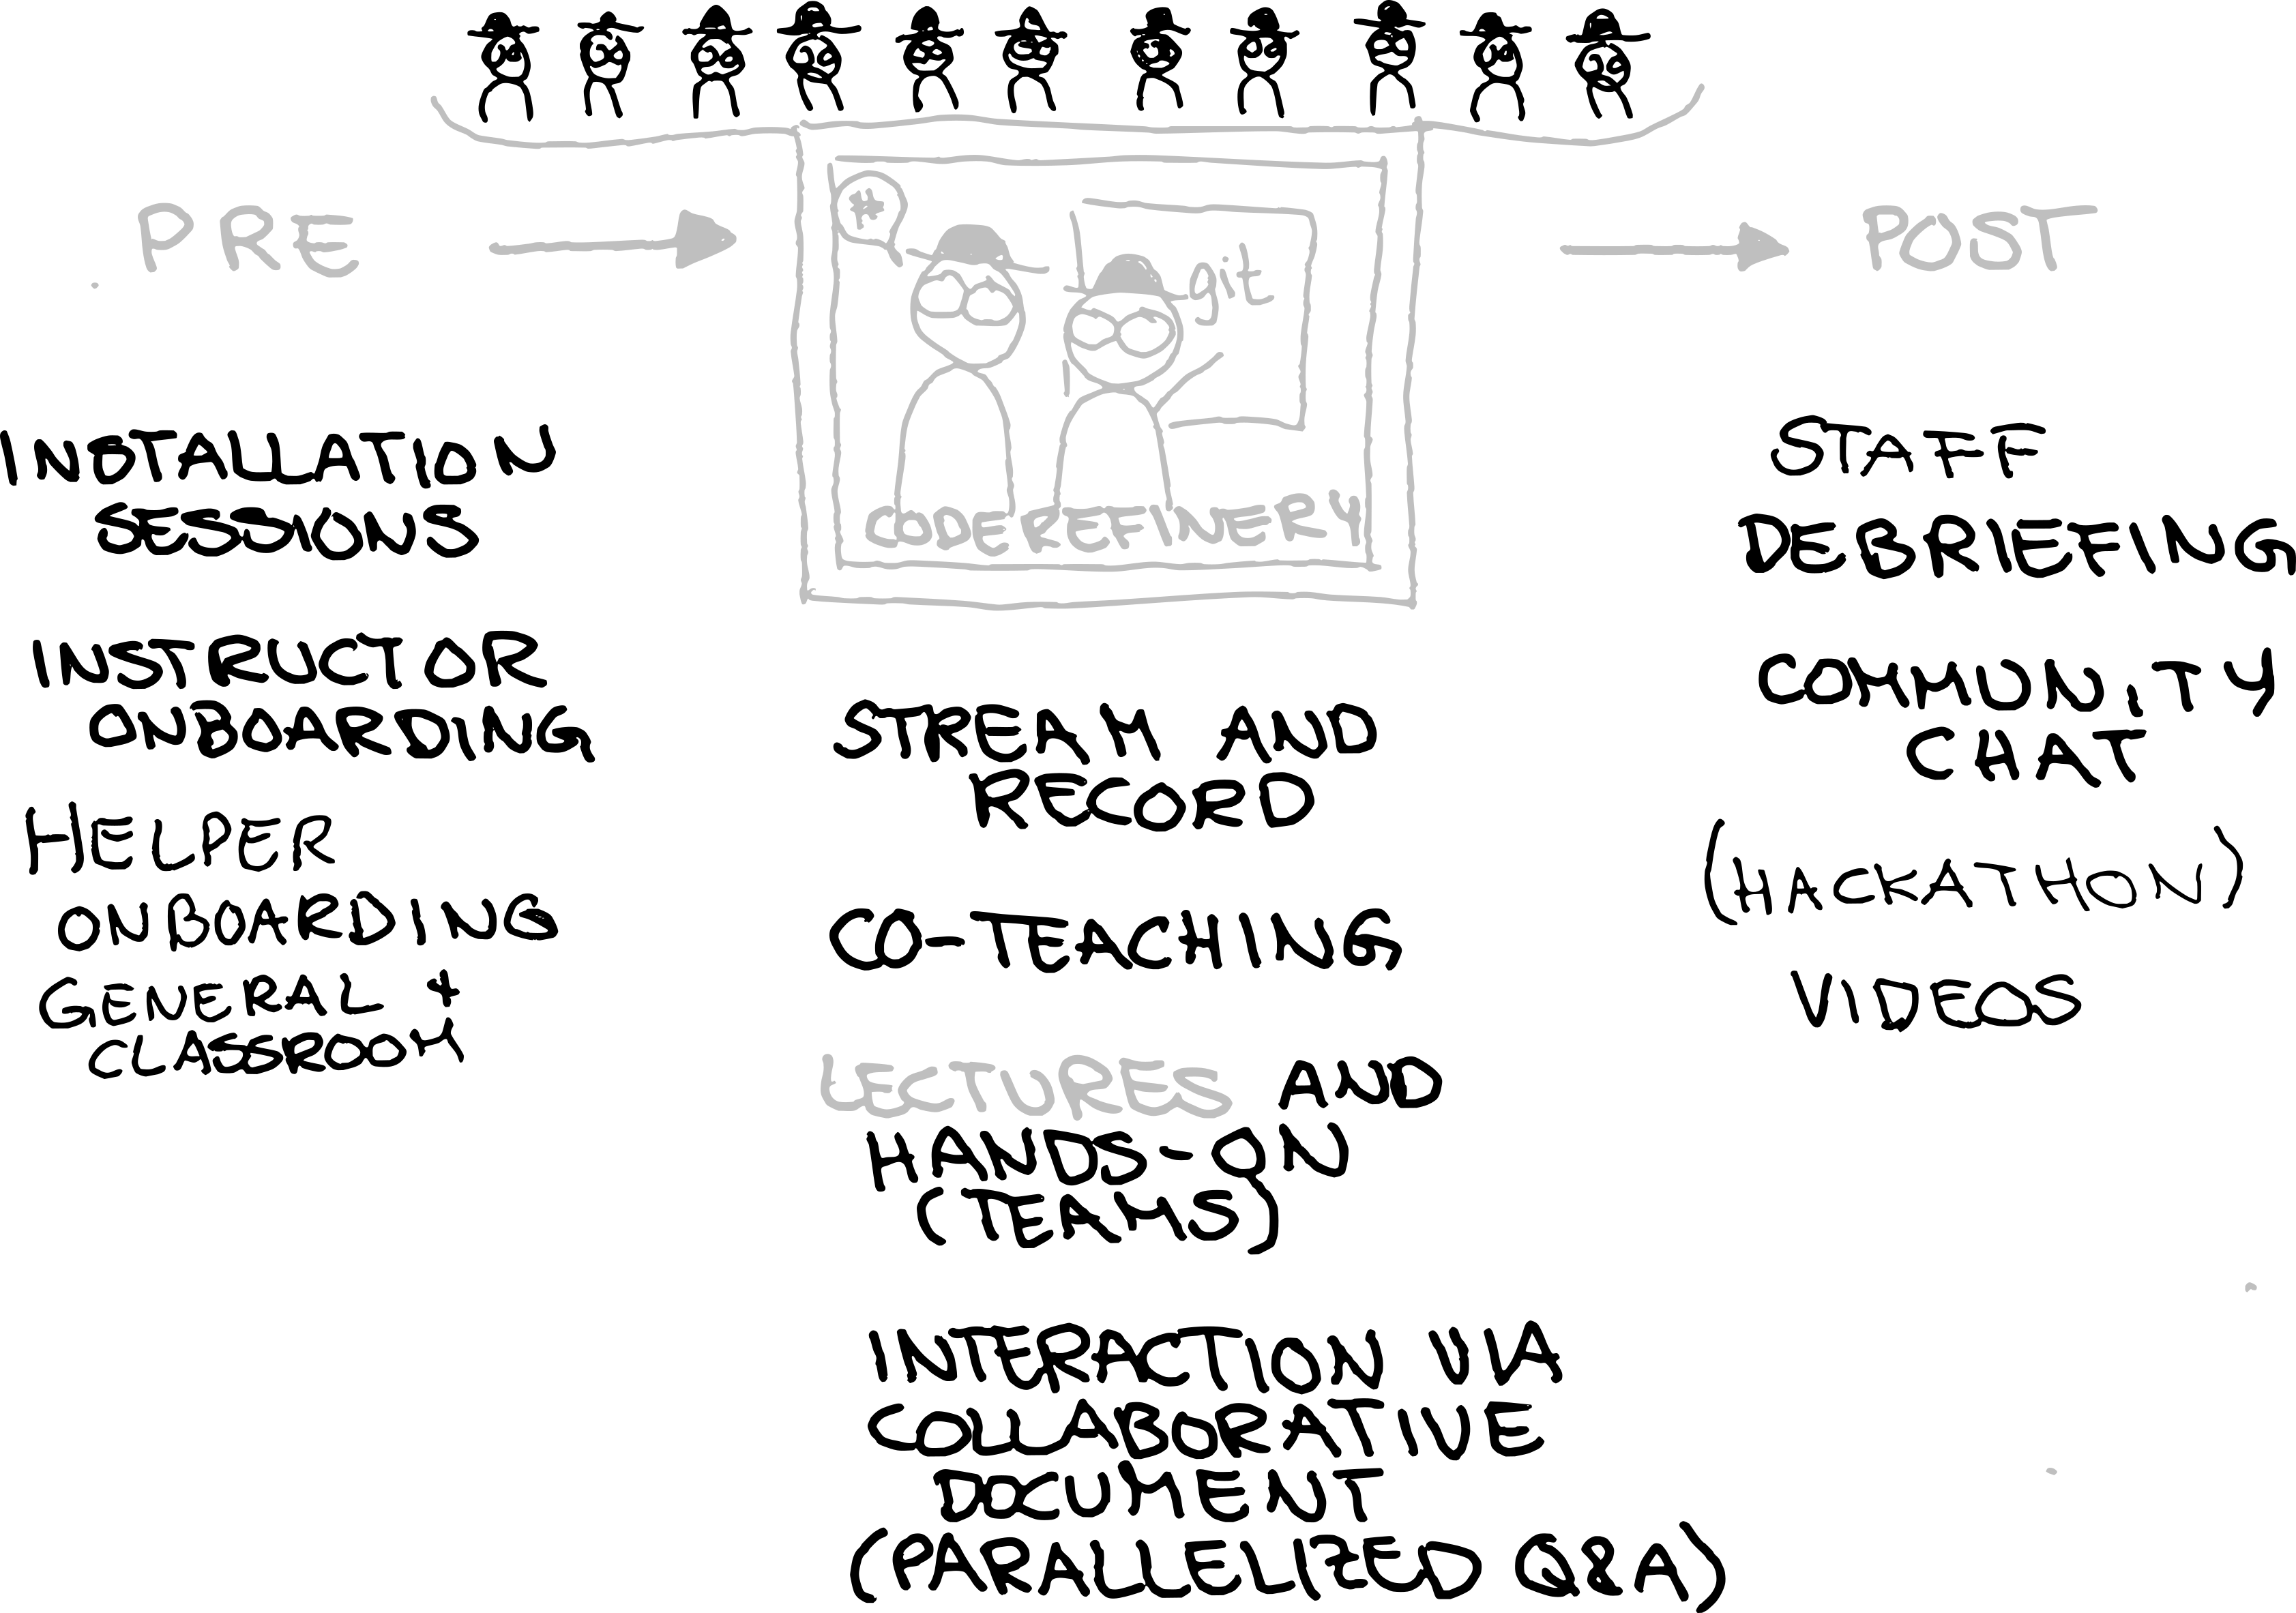 PRE
POST
#
git
CODEREFINERY
INSTALLATION
SESSIONS
INSTRUCTOR
ONBOARDING
HELPER
ONBOARDING
GENERAL +
CLASSROOM
STREAM AND
RECORD
CO-TEACHING
LECTURES AND
HANDS-ON
(TEAMS)
INTERACTION VIA
COLLABORATIVE
DOCUMENT
(PARALLELIZED Q&A)
STAFF
DEBRIEFING
COMMUNITY
CHAT
(HACKATHON)
VIDEOS